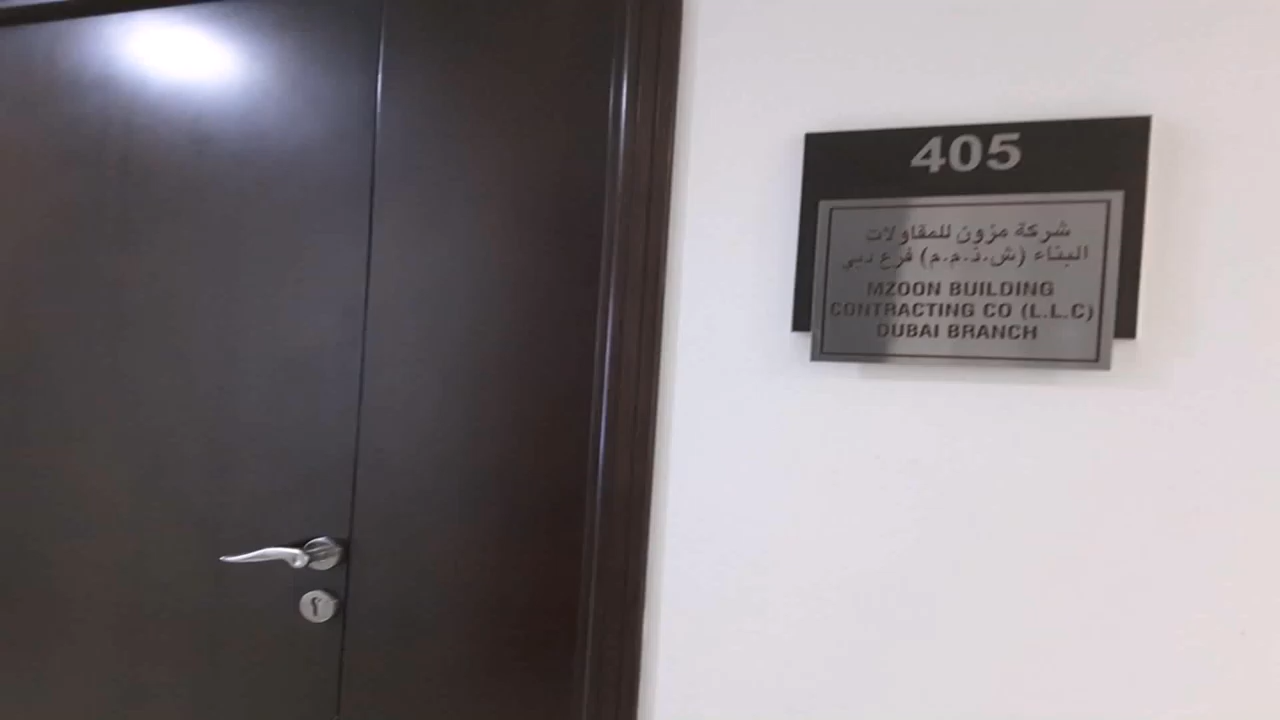 405
شركة مزون للمقاولات
البناء (ش.ذ.م.م) فرع دبي
MZOON BUILDING
CONTRACTING CO (L.L.C)
DUBAI BRANCH